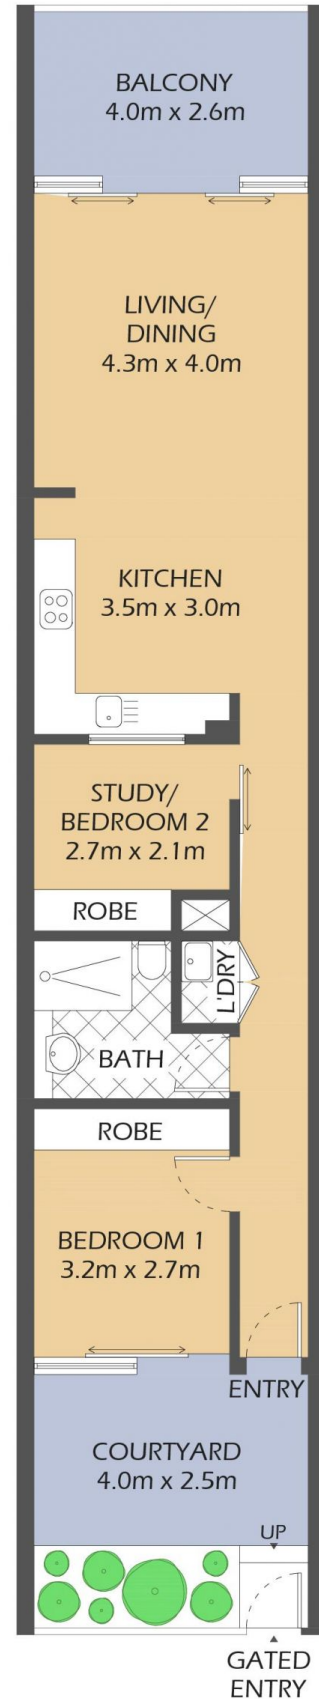 BALCONY
4.0m x 2.6m
LIVING/
DINING
4.3m x 4.0m
KITCHEN
3.5m x 3.0m
STUDY/
BEDROOM 2
2.7m x 2.1m
ROBE
L'DRY
BATH
ROBE
BEDROOM 1
3.2m x 2.7m
ENTRY
COURTYARD
4.0m x 2.5m
UP
GATED
ENTRY